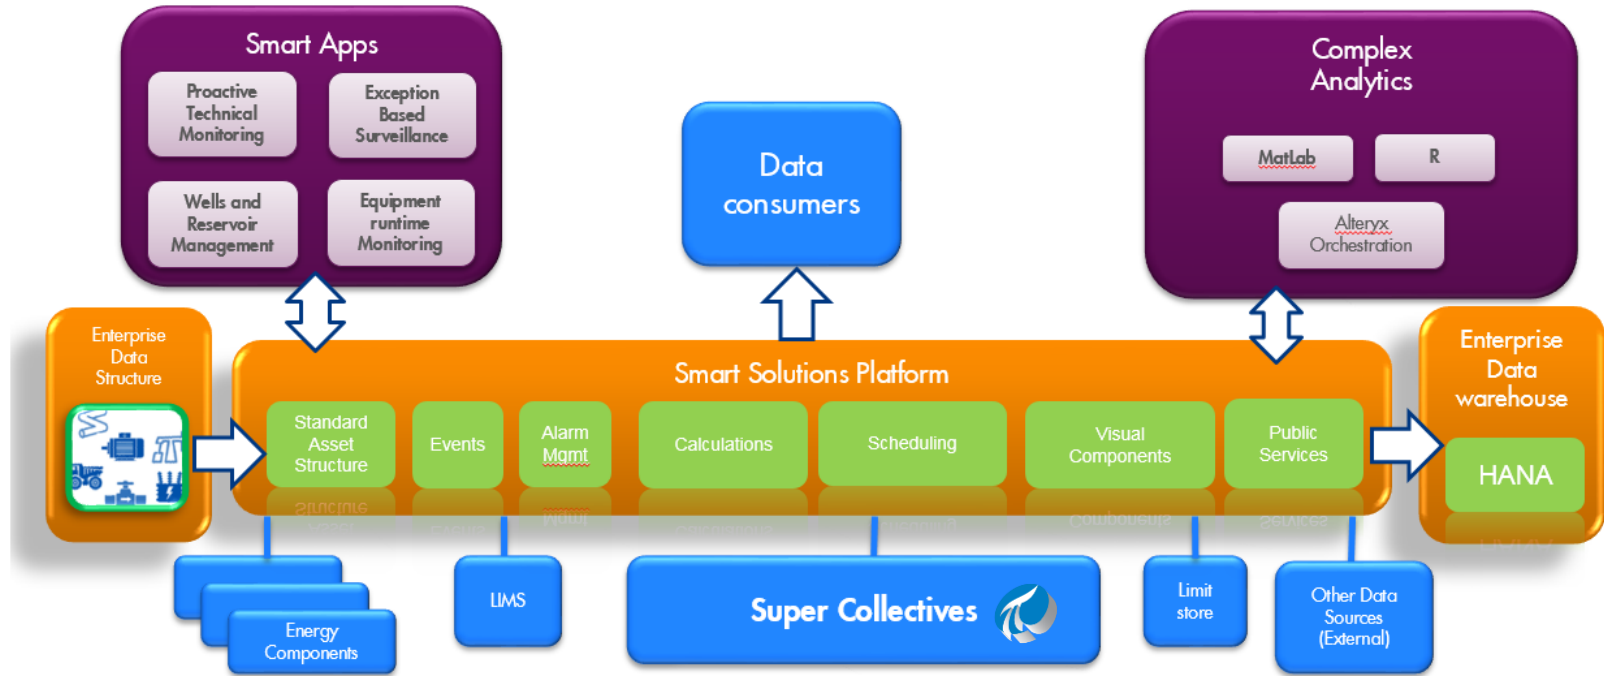 Smart Apps
Proactive
Technical
Monitoring
Exception
Based
Surveillance
Wells and
Reservoir
Management
Equipment
runtime
Monitoring
Data
consumers
Complex
Analytics
MatLab
R
Alteryx
Orchestration
Enterprise
Data
Structure
Smart Solutions Platform
Standard
Asset
Structure
Events
Alarm
Mgmt
Calculations
Scheduling
Visual
Components
Public
Services
Enterprise
Data
warehouse
HANA
Energy
Components
LIMS
Super Collectives
Limit
store
Other Data
Sources
(External)